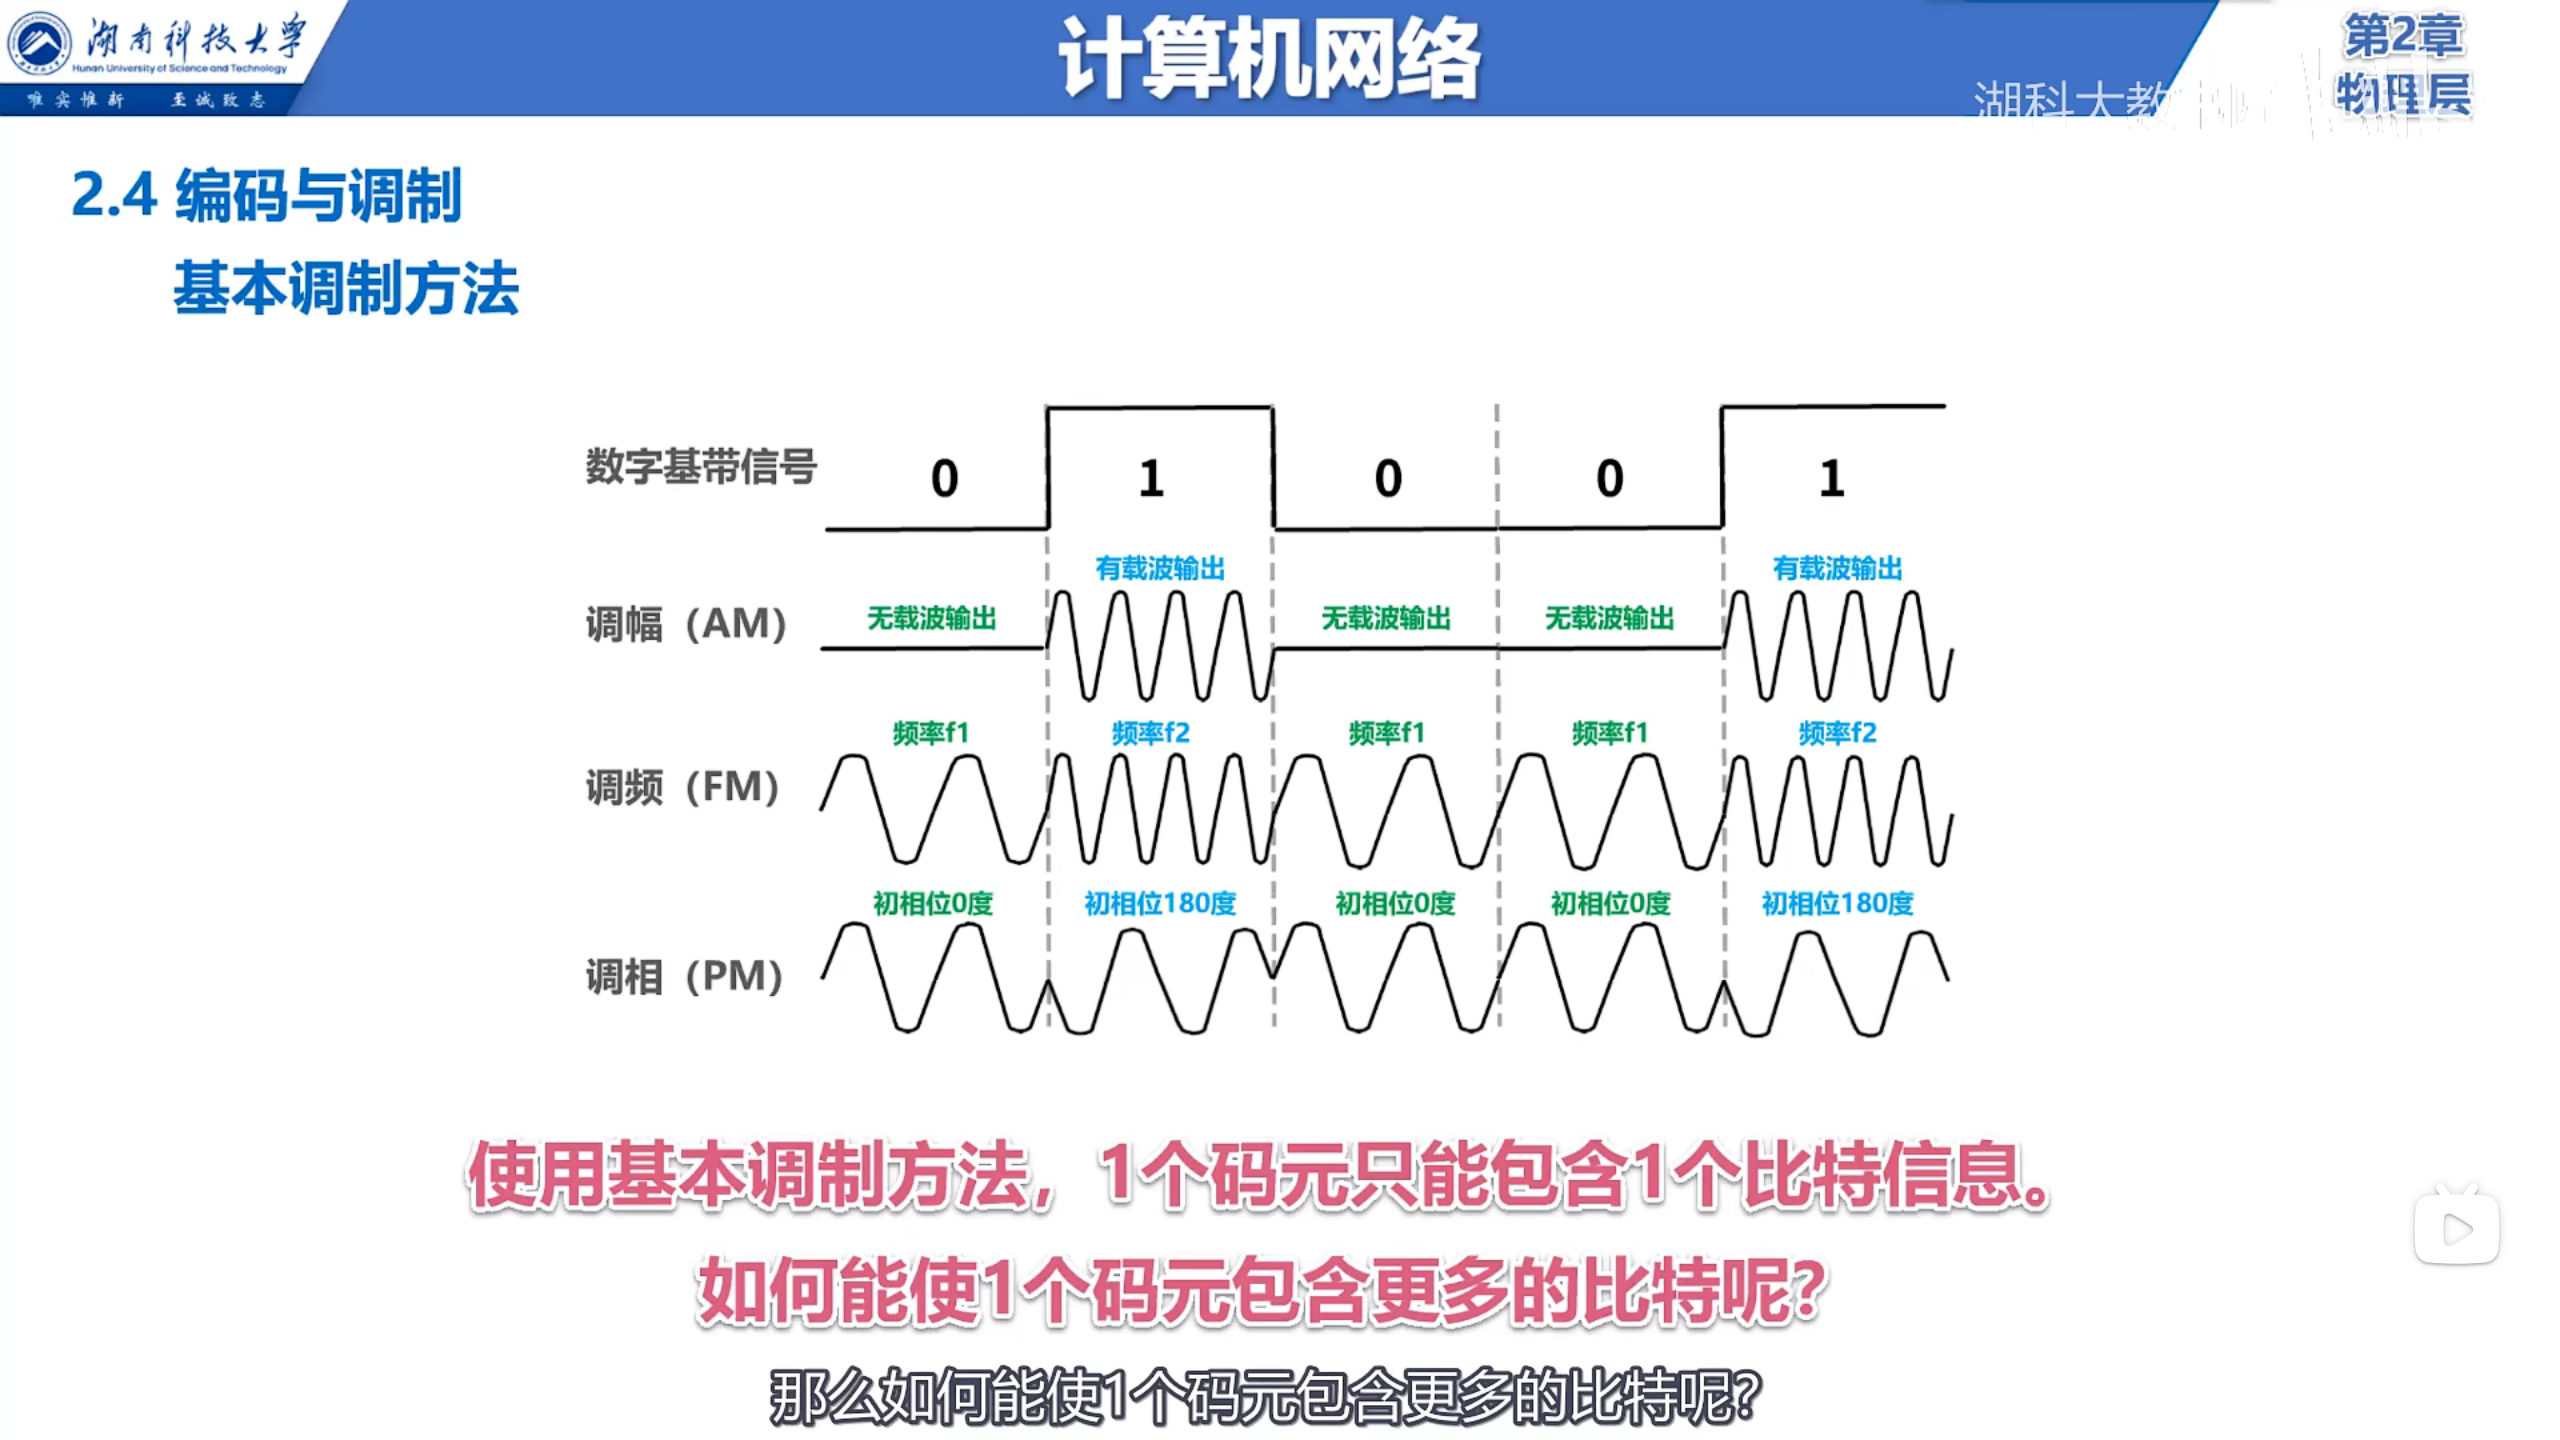 湖南科技大学
Hunan University of Science and Technology
唯实惟新 至诚致志
计算机网络
第2章
物理层
湖科大教
2.4 编码与调制
基本调制方法
数字基带信号 0 1 0 0 1
有载波输出 有载波输出
调幅（AM） 无载波输出 无载波输出 无载波输出
频率f1 频率f2 频率f1 频率f1 频率f2
调频（FM）
初相位0度 初相位180度 初相位0度 初相位0度 初相位180度
调相（PM）
使用基本调制方法，1个码元只能包含1个比特信息。
如何能使1个码元包含更多的比特呢？
那么如何能使1个码元包含更多的比特呢？